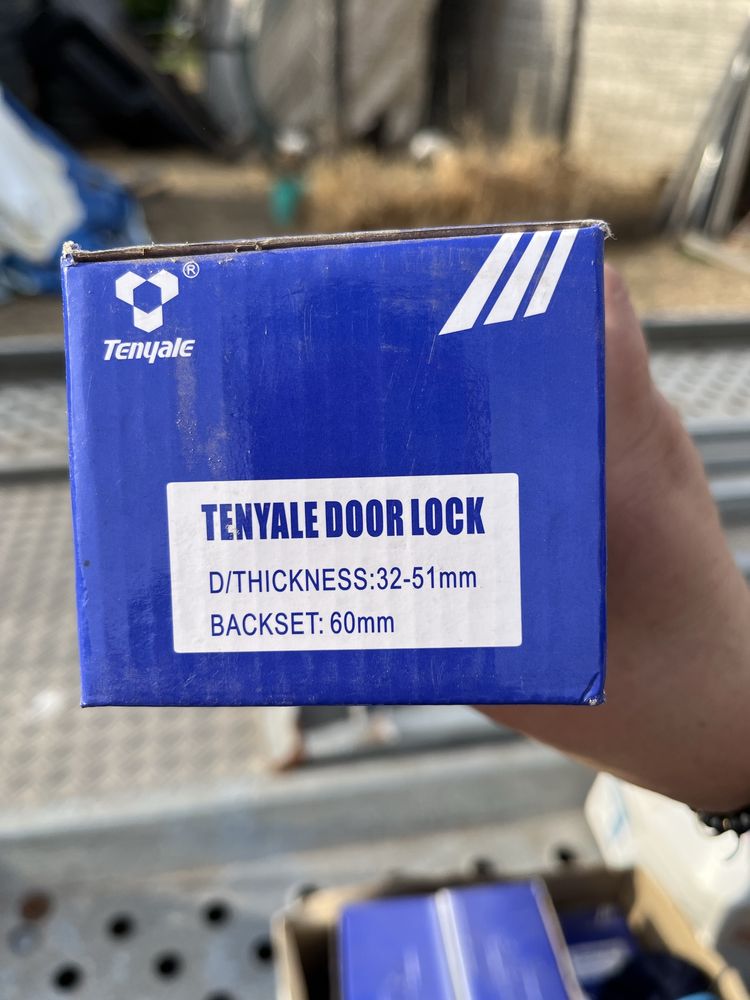 ®
Tenyale
TENYALE DOOR LOCK
D/THICKNESS:32-51mm
BACKSET: 60mm